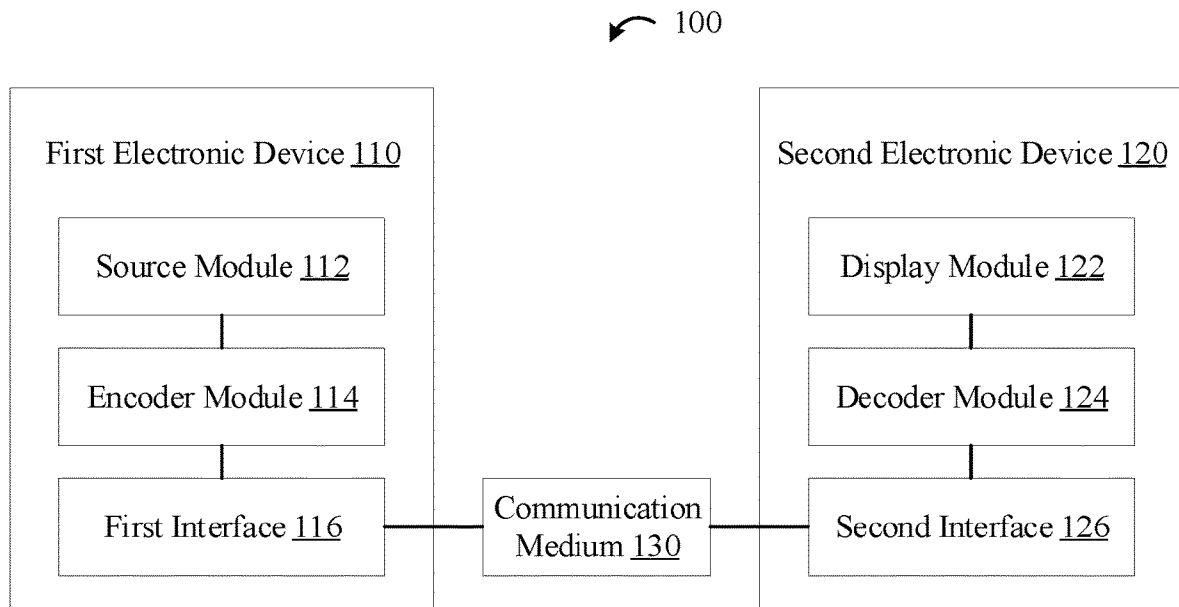 100
First Electronic Device 110
Source Module 112
Encoder Module 114
First Interface 116
Communication
Medium 130
Second Electronic Device 120
Display Module 122
Decoder Module 124
Second Interface 126